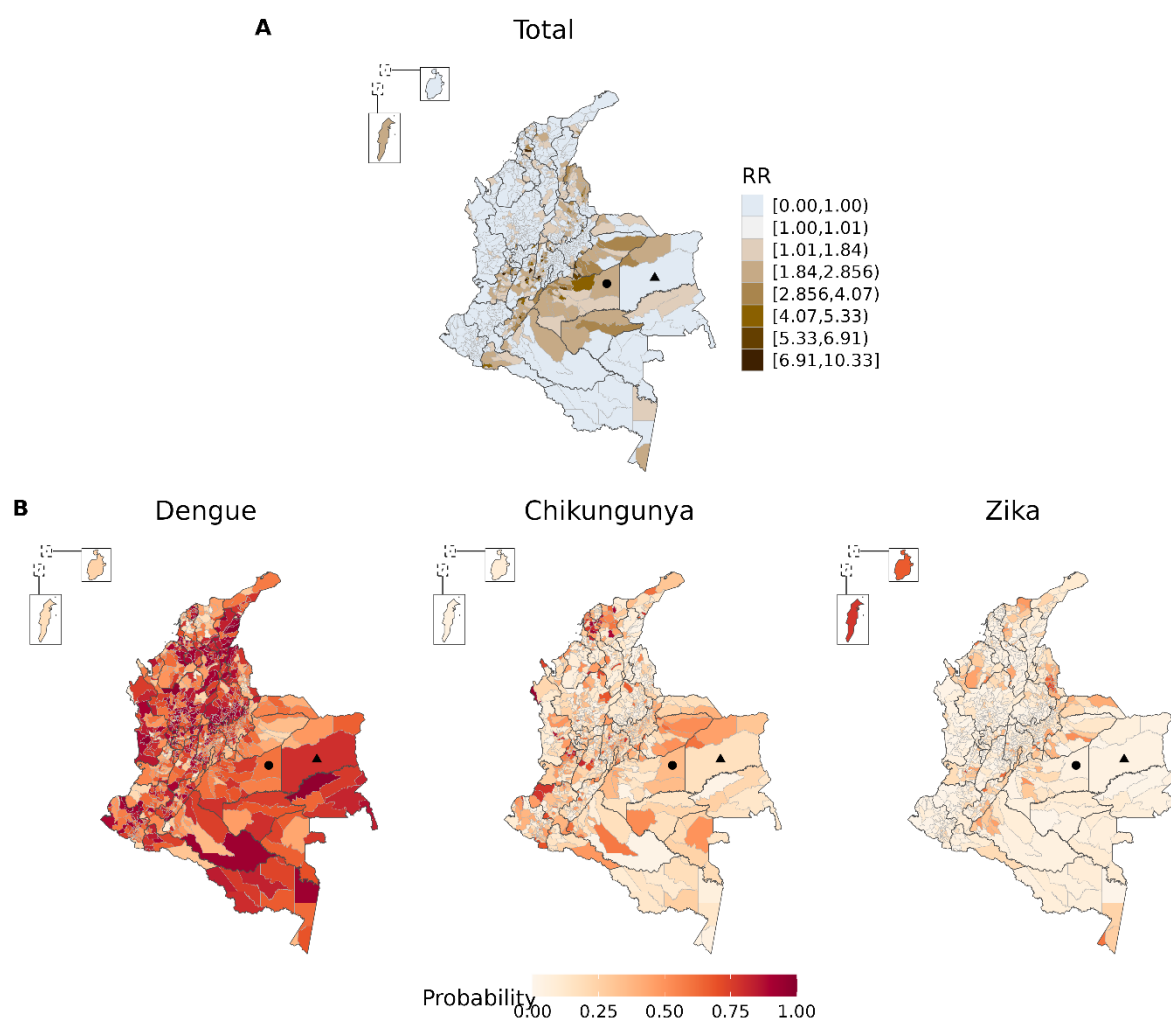 A
Total
RR
[0.00,1.00)
[1.00,1.01)
[1.01,1.84)
[1.84,2.856)
[2.856,4.07)
[4.07,5.33)
[5.33,6.91)
[6.91,10.33]
B
Dengue
Chikungunya
Zika
Probability
0.00 0.25 0.50 0.75 1.00